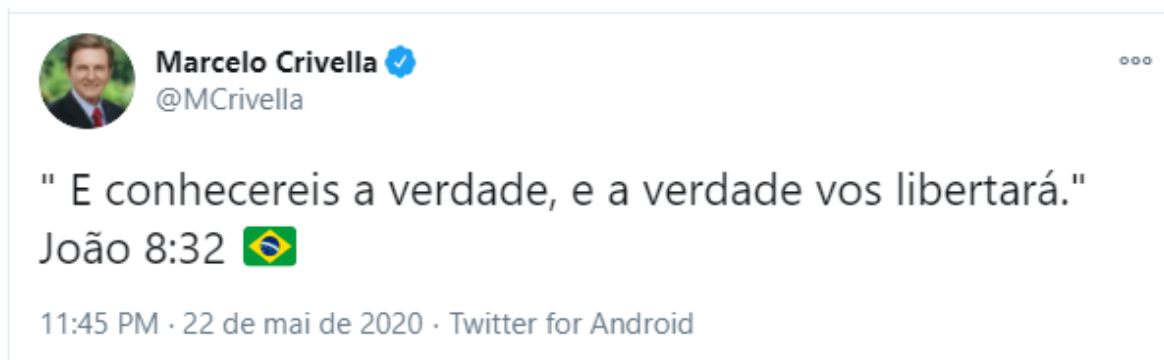 Marcelo Crivella
@MCrivella
" E conhecereis a verdade, e a verdade vos libertará."
João 8:32 🇧🇷
11:45 PM · 22 de mai de 2020 · Twitter for Android